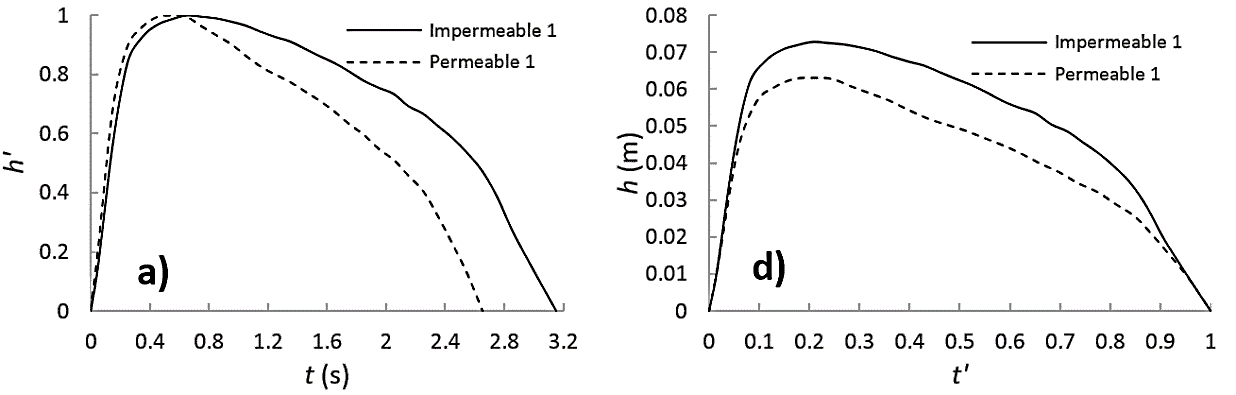 1
0.8
0.6
0.4
0.2
0
h'
Impermeable 1
Permeable 1
a)
0 0.4 0.8 1.2 1.6 2 2.4 2.8 3.2
t (s)
0.08
0.07
0.06
0.05
0.04
0.03
0.02
0.01
0
h (m)
Impermeable 1
Permeable 1
d)
0 0.1 0.2 0.3 0.4 0.5 0.6 0.7 0.8 0.9 1
t'